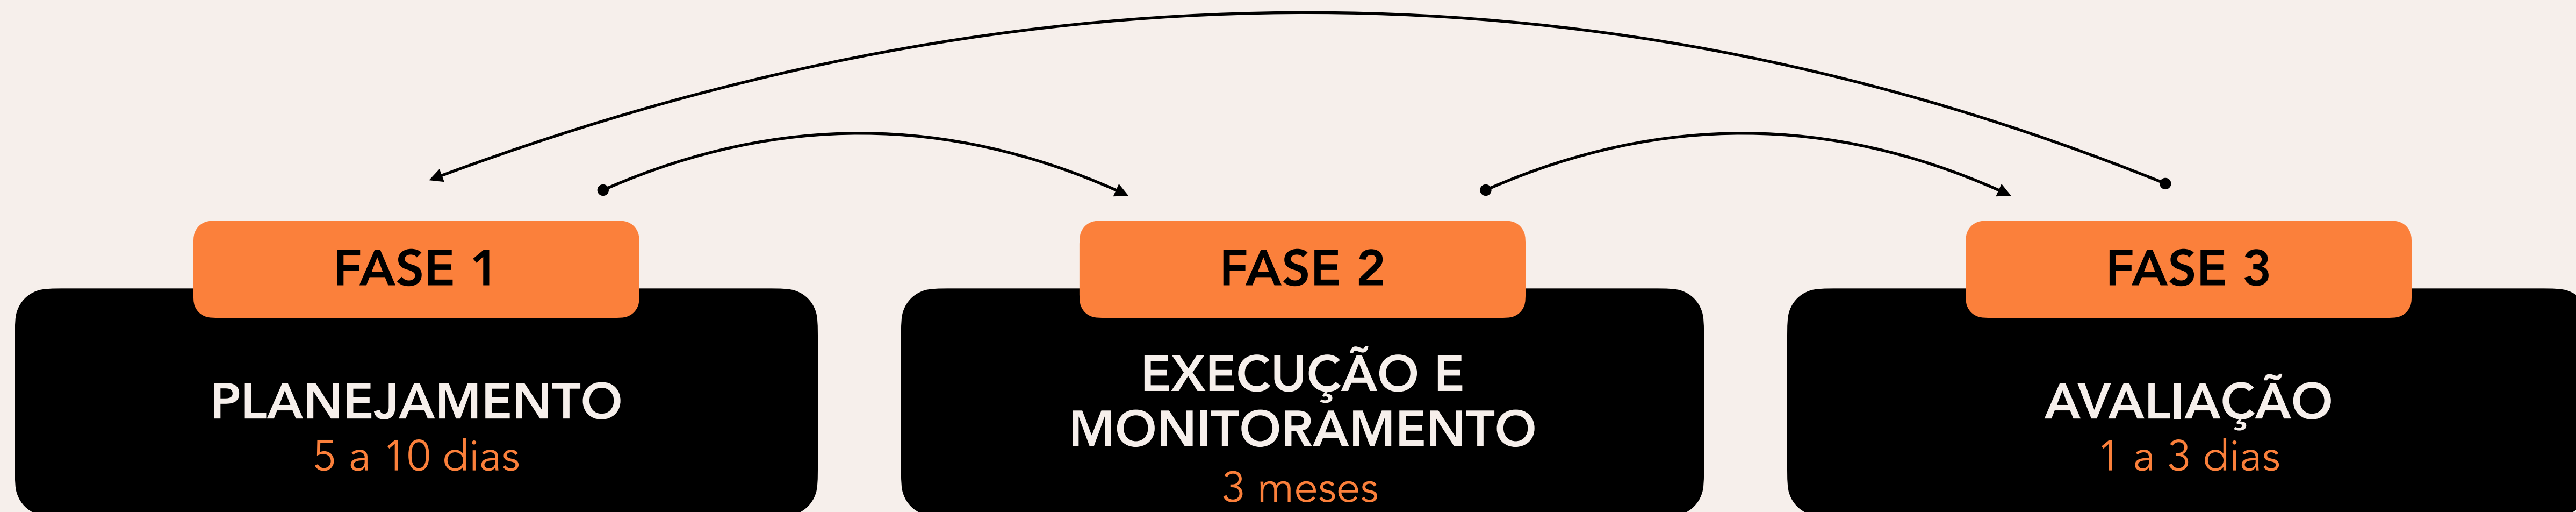 FASE 1
PLANEJAMENTO
5 a 10 dias
FASE 2
EXECUÇÃO E
MONITORAMENTO
3 meses
FASE 3
AVALIAÇÃO
1 a 3 dias